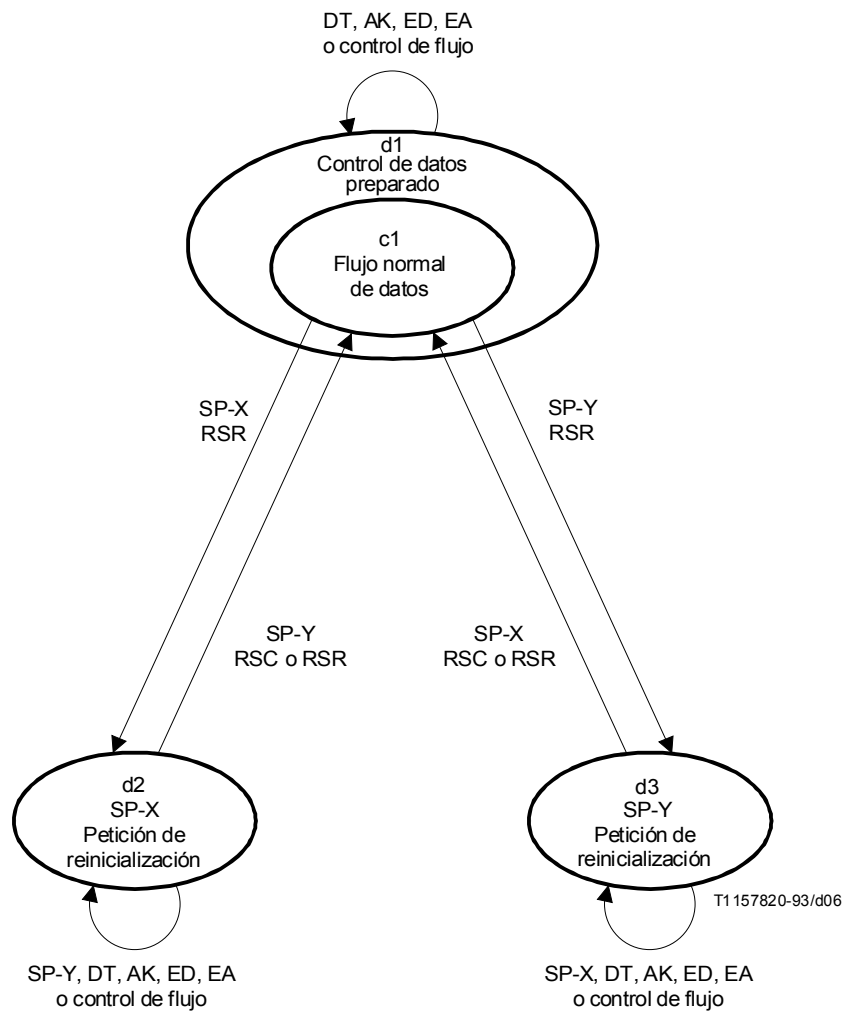 DT, AK, ED, EA
o control de flujo
d1
Control de datos
preparado
c1
Flujo normal
de datos
SP-X
RSR
SP-Y
RSR
SP-Y
RSC o RSR
SP-X
RSC o RSR
d2
SP-X
Petición de
reinicialización
d3
SP-Y
Petición de
reinicialización
T1157820-93/d06
SP-Y, DT, AK, ED, EA
o control de flujo
SP-X, DT, AK, ED, EA
o control de flujo